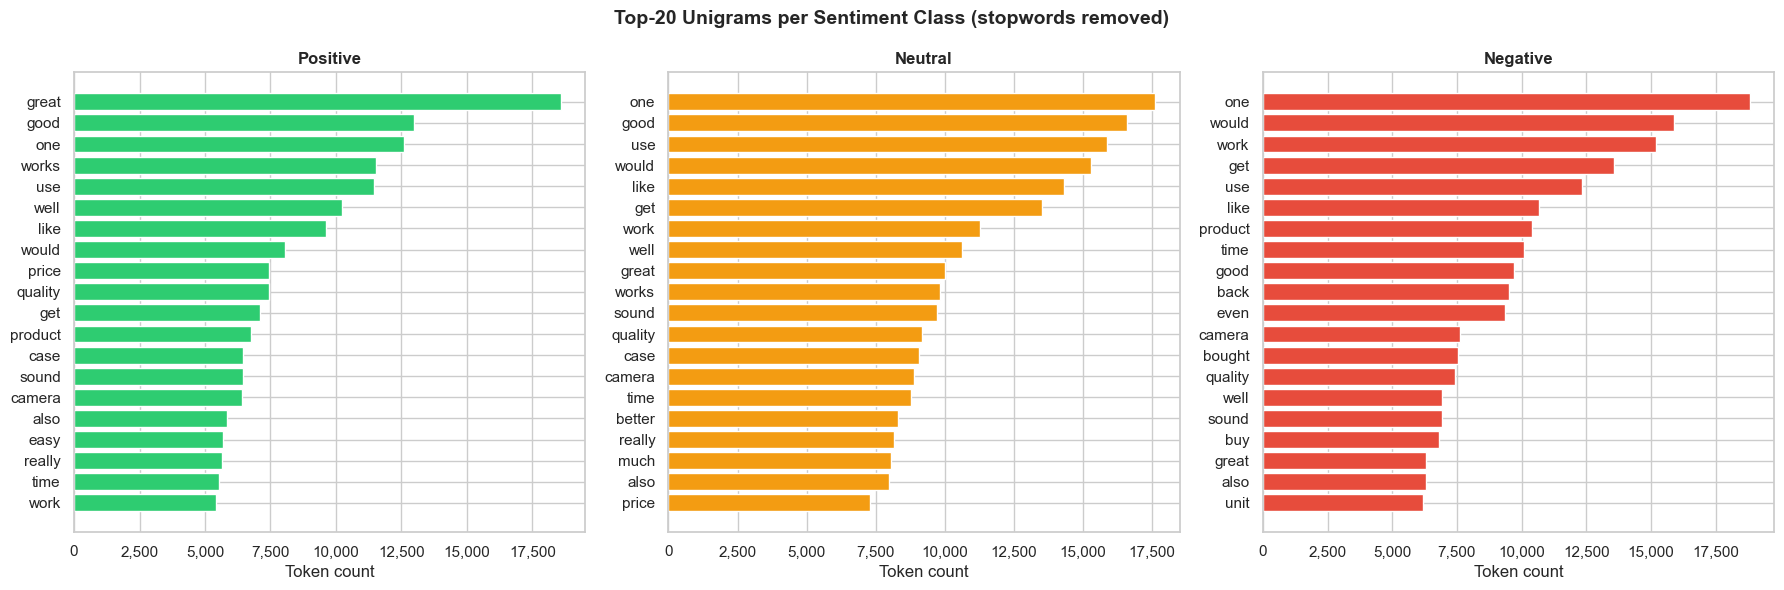 Top-20 Unigrams per Sentiment Class (stopwords removed)
Positive
great
good
one
works
use
well
like
would
price
quality
get
product
case
sound
camera
also
easy
really
time
work
0 2,500 5,000 7,500 10,000 12,500 15,000 17,500
Token count
Neutral
one
good
use
would
like
get
work
well
great
works
sound
quality
case
camera
time
better
really
much
also
price
0 2,500 5,000 7,500 10,000 12,500 15,000 17,500
Token count
Negative
one
would
work
get
use
like
product
time
good
back
even
camera
bought
quality
well
sound
buy
great
also
unit
0 2,500 5,000 7,500 10,000 12,500 15,000 17,500
Token count